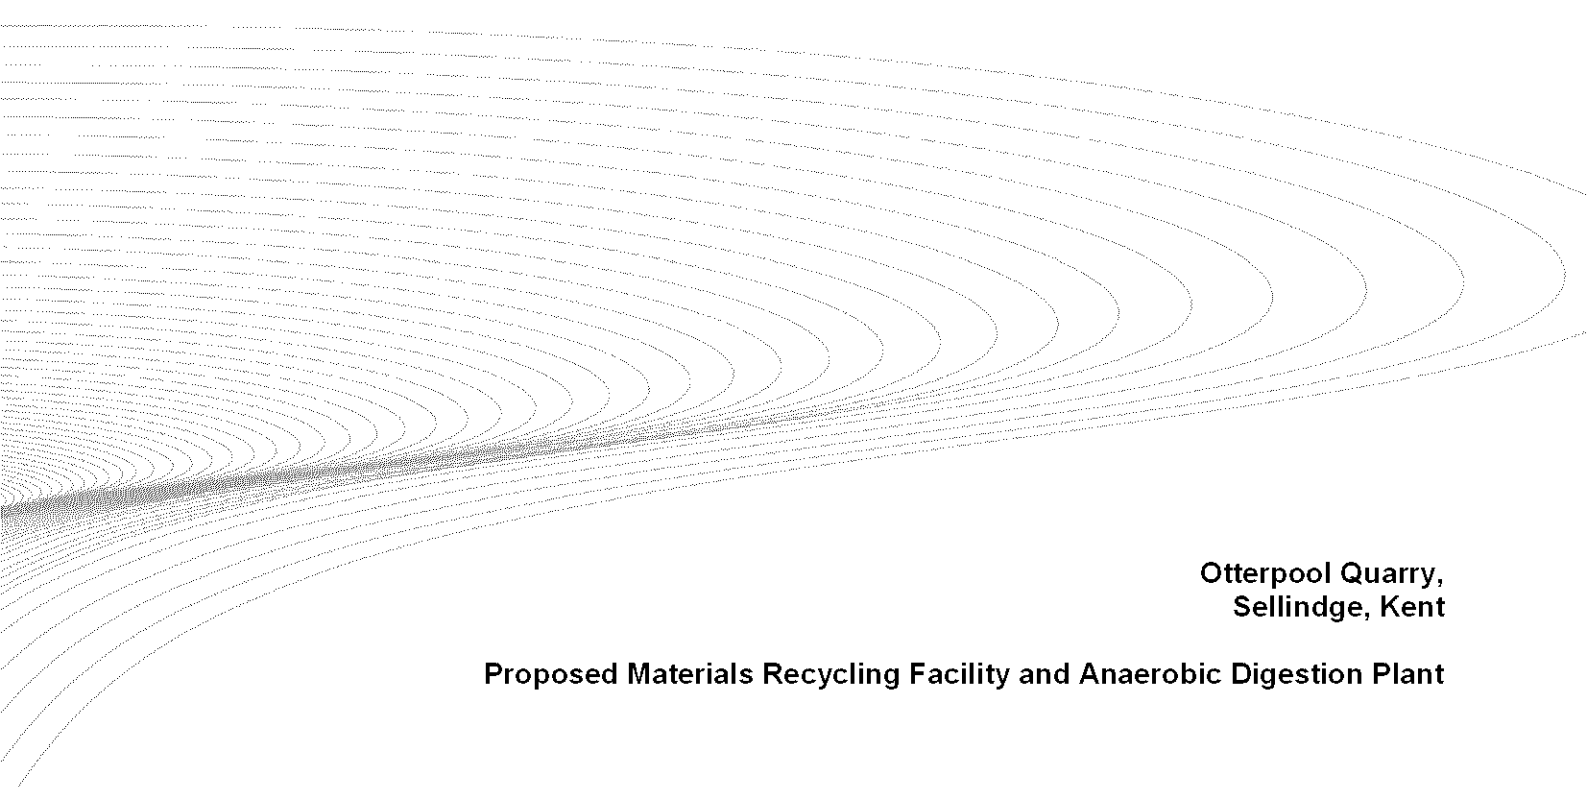 Otterpool Quarry,
Sellindge, Kent
Proposed Materials Recycling Facility and Anaerobic Digestion Plant